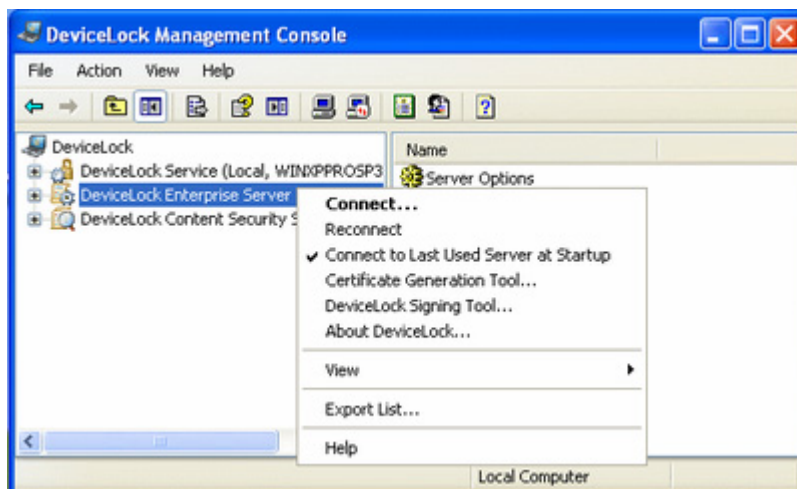 DeviceLock Management Console
File Action View Help
DeviceLock
DeviceLock Service (Local, WINXPPROSP3
DeviceLock Enterprise Server
DeviceLock Content Security S
Name
Server Options
Connect...
Reconnect
Connect to Last Used Server at Startup
Certificate Generation Tool...
DeviceLock Signing Tool...
About DeviceLock...
View
Export List...
Help
Local Computer